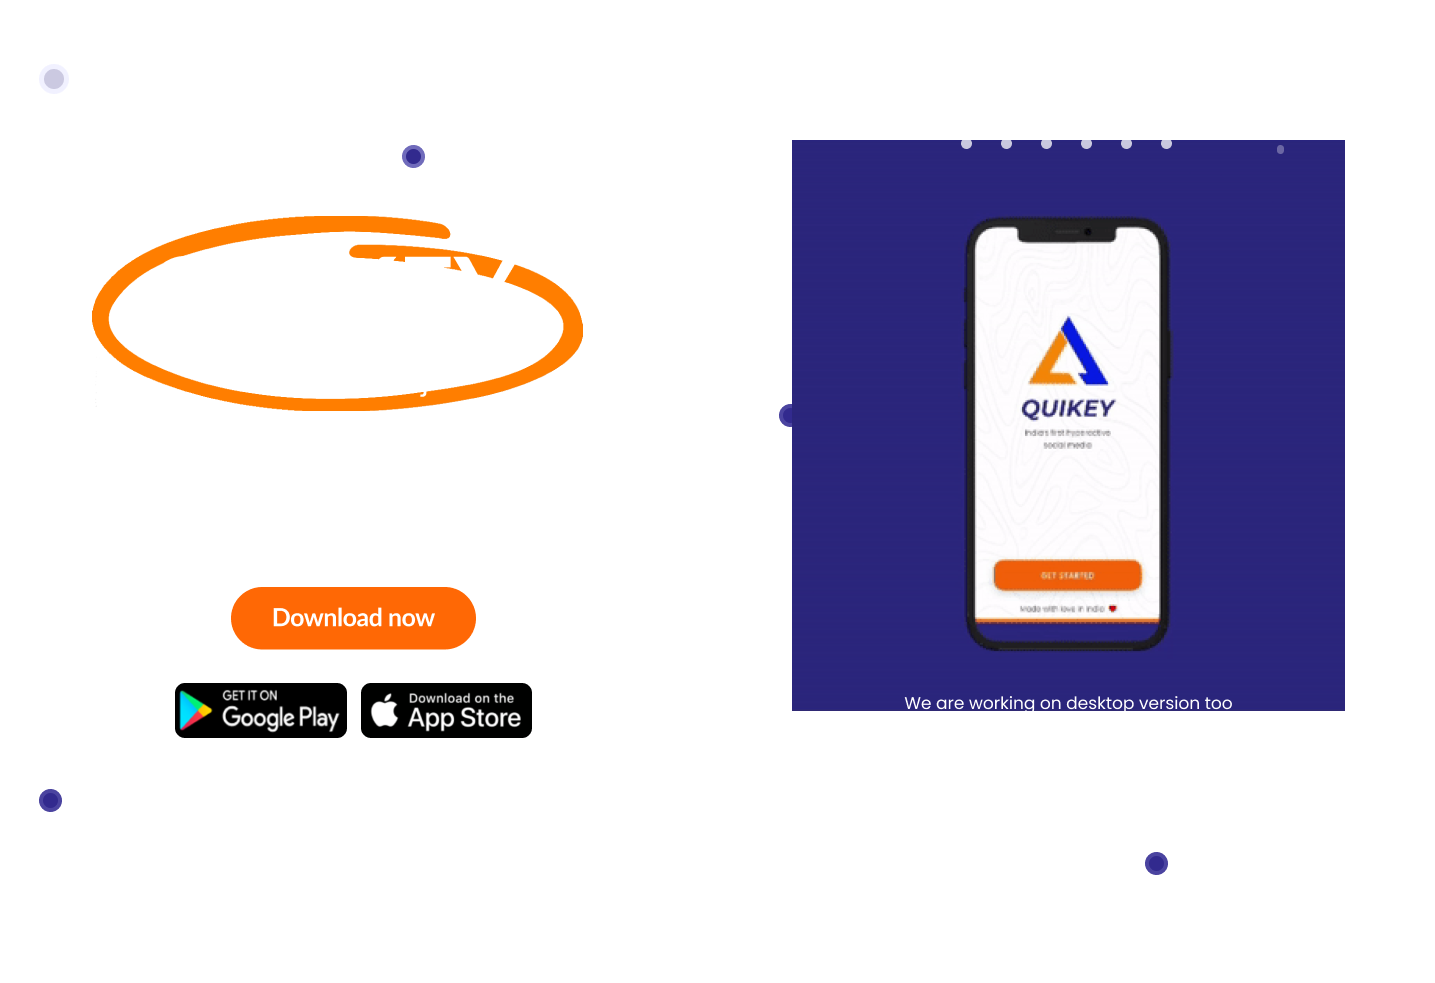 Download now
GET IT ON
Google Play
Download on the
App Store
QUIKEY
India's first hyperactive
social media
GET STARTED
Made with love in India
We are working on desktop version too